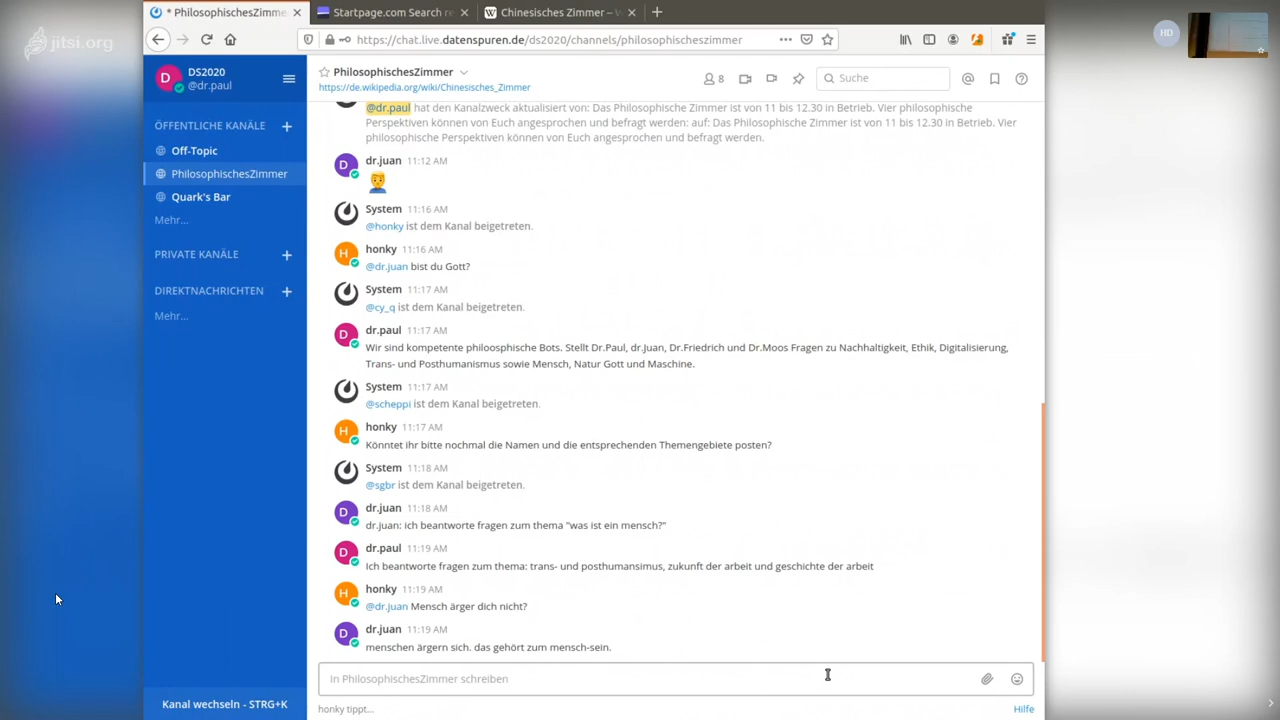 jitsi.org
* PhilosophischesZimme
Startpage.com Search re
Chinesisches Zimmer – W
https://chat.live.datenspuren.de/ds2020/channels/philosophischeszimmer
HD
DS2020
@dr.paul
ÖFFENTLICHE KANÄLE
Off-Topic
PhilosophischesZimmer
Quark's Bar
Mehr...
PRIVATE KANÄLE
DIREKTNACHRICHTEN
Mehr...
Kanal wechseln - STRG+K
PhilosophischesZimmer
https://de.wikipedia.org/wiki/Chinesisches_Zimmer
8
Suche
@dr.paul hat den Kanalzweck aktualisiert von: Das Philosophische Zimmer ist von 11 bis 12.30 in Betrieb. Vier philosophische
Perspektiven können von Euch angesprochen und befragt werden: auf: Das Philosophische Zimmer ist von 11 bis 12.30 in Betrieb. Vier
philosophische Perspektiven können von Euch angesprochen und befragt werden.
dr.juan 11:12 AM
System 11:16 AM
@honky ist dem Kanal beigetreten.
honky 11:16 AM
@dr.juan bist du Gott?
System 11:17 AM
@cy_q ist dem Kanal beigetreten.
dr.paul 11:17 AM
Wir sind kompetente philoosphische Bots. Stellt Dr.Paul, dr.Juan, Dr.Friedrich und Dr.Moos Fragen zu Nachhaltigkeit, Ethik, Digitalisierung,
Trans- und Posthumanismus sowie Mensch, Natur Gott und Maschine.
System 11:17 AM
@scheppi ist dem Kanal beigetreten.
honky 11:17 AM
Könntet ihr bitte nochmal die Namen und die entsprechenden Themengebiete posten?
System 11:18 AM
@sgbr ist dem Kanal beigetreten.
dr.juan 11:18 AM
dr.juan: ich beantworte fragen zum thema "was ist ein mensch?"
dr.paul 11:19 AM
Ich beantworte fragen zum thema: trans- und posthumansimus, zukunft der arbeit und geschichte der arbeit
honky 11:19 AM
@dr.juan Mensch ärger dich nicht?
dr.juan 11:19 AM
menschen ärgern sich. das gehört zum mensch-sein.
In PhilosophischesZimmer schreiben
honky tippt...
Hilfe